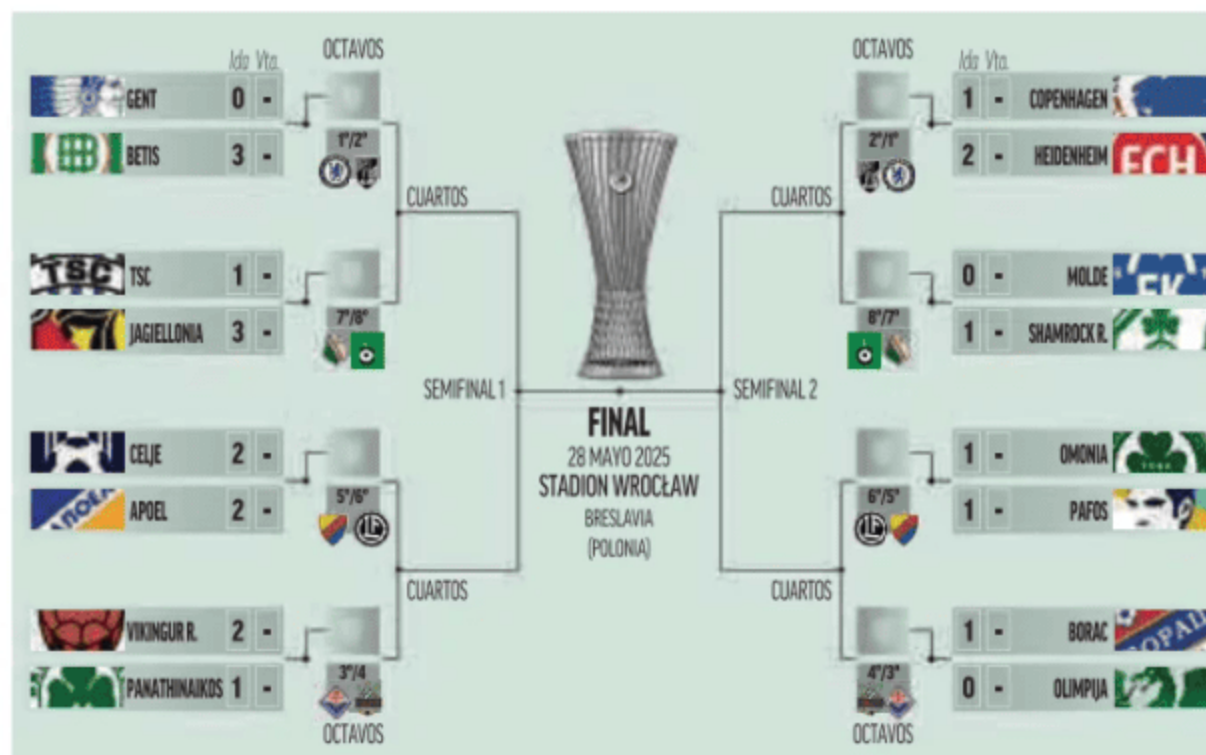 OCTAVOS
Ida Vta.
GENT 0 -
BETIS 3 -
1º/2º
CUARTOS
TSC
TSC 1 -
JAGIELLONIA 3 -
7º/8º
SEMIFINAL 1
CELJE 2 -
APOEL
APOEL 2 -
5º/6º
CUARTOS
VIKINGUR R. 2 -
PANATHINAIKOS 1 -
3º/4
OCTAVOS
FINAL
28 MAYO 2025
STADION WROCŁAW
BRESLAVIA
(POLONIA)
OCTAVOS
Ida Vta.
1 - COPENHAGEN
2 - HEIDENHEIM
FCH
2º/1º
CUARTOS
0 - MOLDE
FK
1 - SHAMROCK R.
8º/7º
SEMIFINAL 2
1 - OMONIA
1 - PAFOS
6º/5º
CUARTOS
1 - BORAC
0 - OLIMPIJA
4º/3º
OCTAVOS